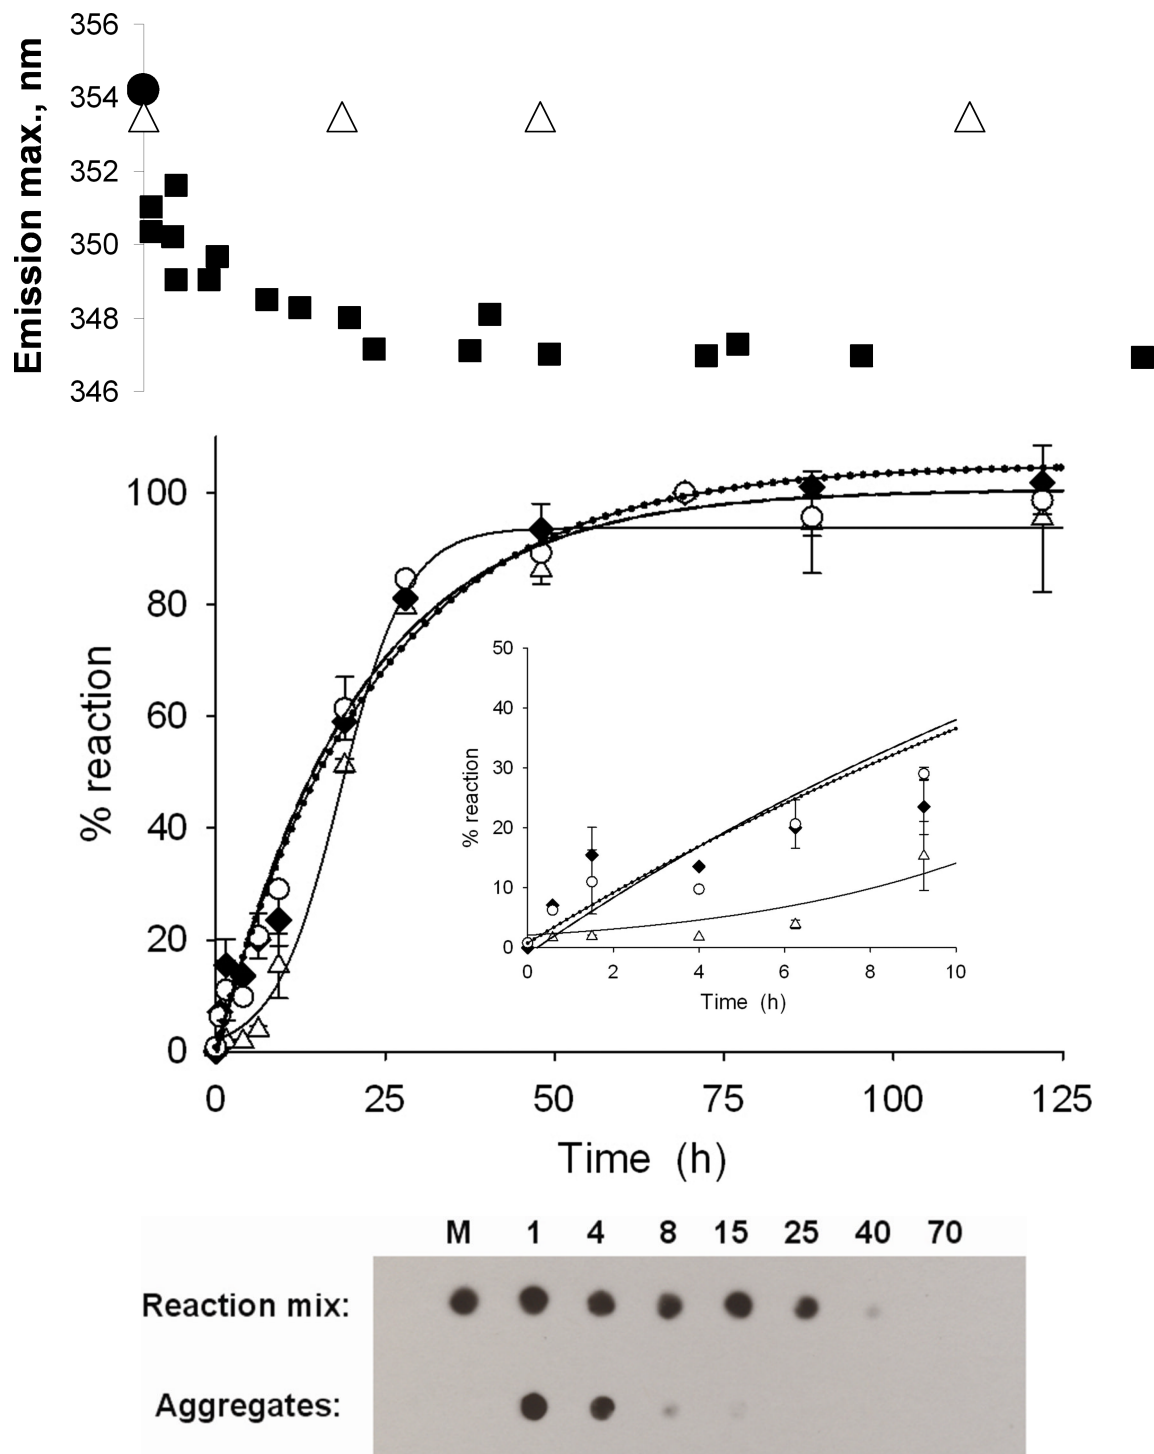 Emission max., nm
356
354
352
350
348
346
% reaction
100
80
60
40
20
0
0 25 50 75 100 125
Time (h)
% reaction
50
40
30
20
10
0
0 2 4 6 8 10
Time (h)
M 1 4 8 15 25 40 70
Reaction mix:
Aggregates: